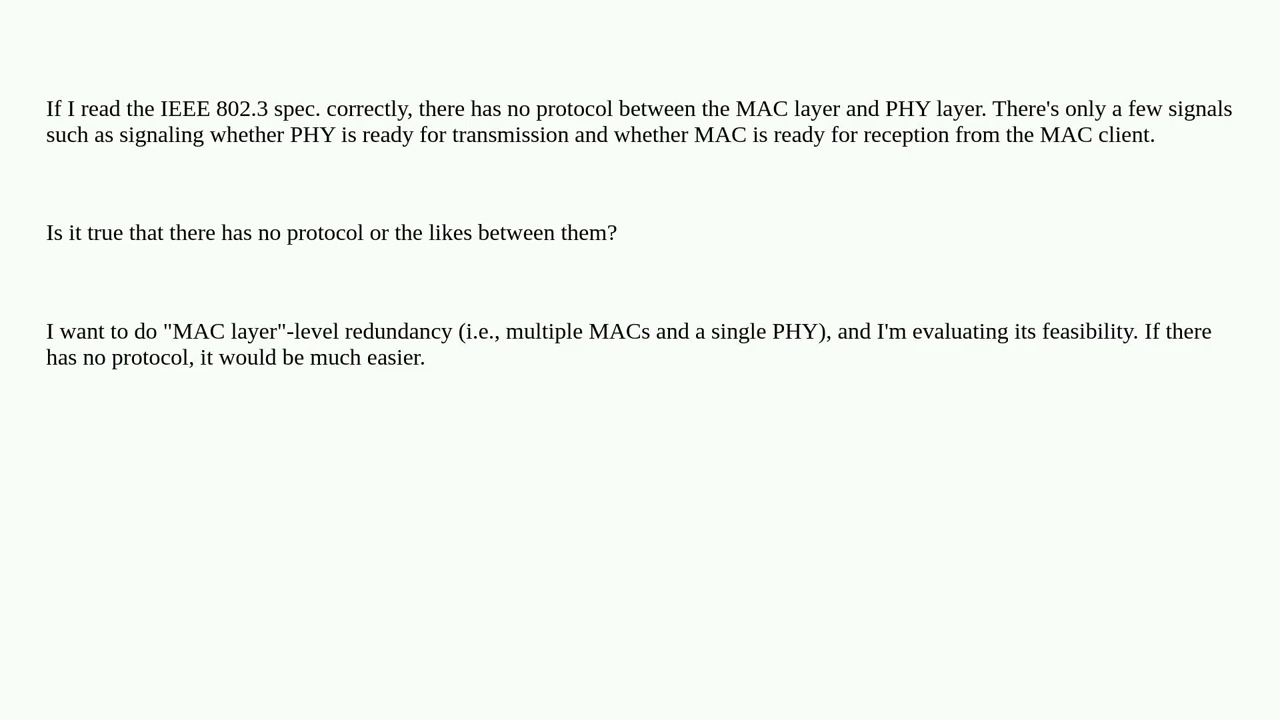 If I read the IEEE 802.3 spec. correctly, there has no protocol between the MAC layer and PHY layer. There's only a few signals
such as signaling whether PHY is ready for transmission and whether MAC is ready for reception from the MAC client.
Is it true that there has no protocol or the likes between them?
I want to do "MAC layer"-level redundancy (i.e., multiple MACs and a single PHY), and I'm evaluating its feasibility. If there
has no protocol, it would be much easier.